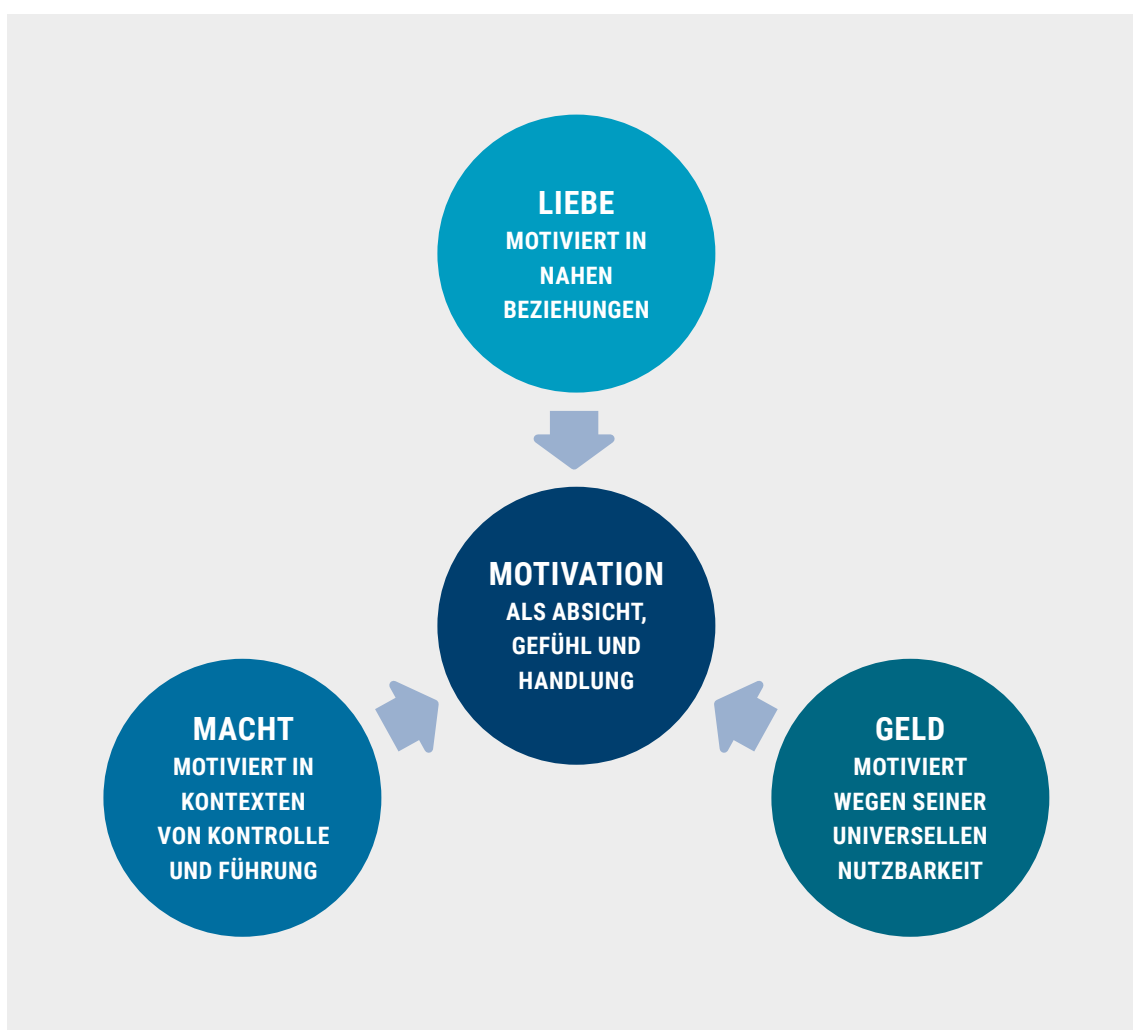 LIEBE
MOTIVIERT IN
NAHEN
BEZIEHUNGEN
MOTIVATION
ALS ABSICHT,
GEFÜHL UND
HANDLUNG
MACHT
MOTIVIERT IN
KONTEXTEN
VON KONTROLLE
UND FÜHRUNG
GELD
MOTIVIERT
WEGEN SEINER
UNIVERSELLEN
NUTZBARKEIT